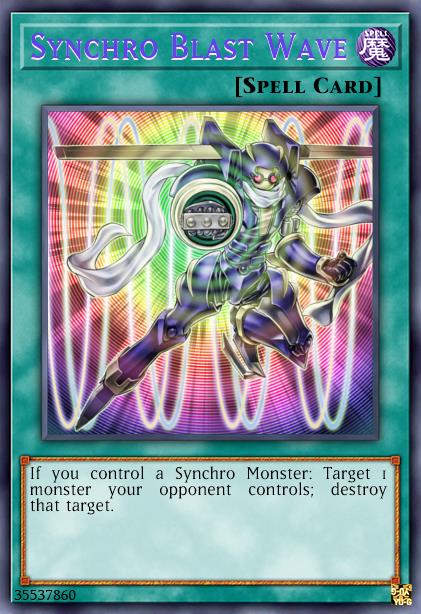 Synchro Blast Wave
SPELL
魔
[Spell Card]
If you control a Synchro Monster: Target 1
monster your opponent controls; destroy
that target.
35537860